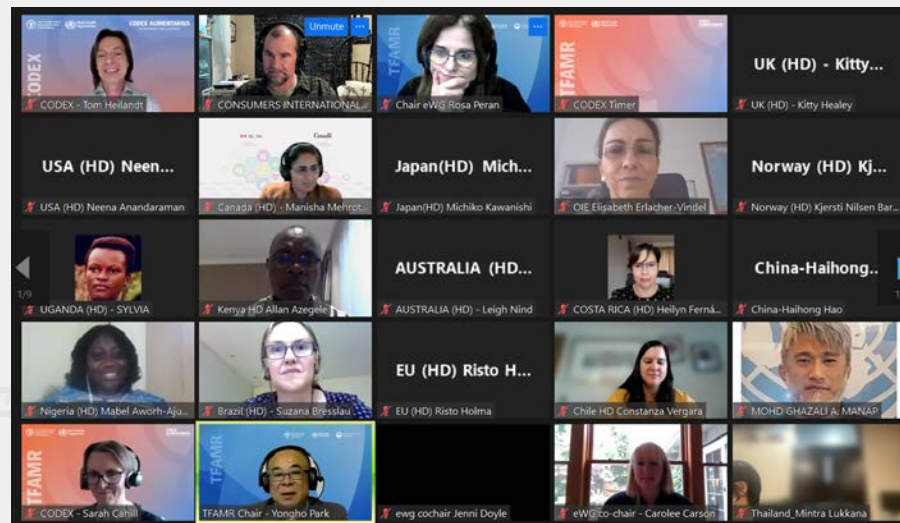 CODEX ALIMENTARIUS
CODEX
CODEX - Tom Heilandt
Unmute ...
CONSUMERS INTERNATIONAL...
...
TFAMR
Chair eWG Rosa Peran
TFAMR
CODEX Timer
UK (HD) - Kitty...
UK (HD) - Kitty Healey
USA (HD) Neen...
USA (HD) Neena Anandaraman
Canada
Canada (HD) - Manisha Mehrot...
Japan(HD) Mich...
Japan(HD) Michiko Kawanishi
OIE Elisabeth Erlacher-Vindel
Norway (HD) Kj...
Norway (HD) Kjersti Nilsen Bar...
1/9
UGANDA (HD) - SYLVIA
Kenya HD Allan Azegele
AUSTRALIA (HD...
AUSTRALIA (HD) - Leigh Nind
COSTA RICA (HD) Heilyn Ferná...
China-Haihong..
China-Haihong Hao
Nigeria (HD) Mabel Aworh-Aju...
Brazil (HD) - Suzana Bresslau
EU (HD) Risto H...
EU (HD) Risto Holma
Chile HD Constanza Vergara
MOHD GHAZALI A. MANAP
TFAMR
CODEX - Sarah Cahill
TFAMR
TFAMR Chair - Yongho Park
ewg cochair Jenni Doyle
eWG co-chair - Carolee Carson
Thailand_Mintra Lukkana